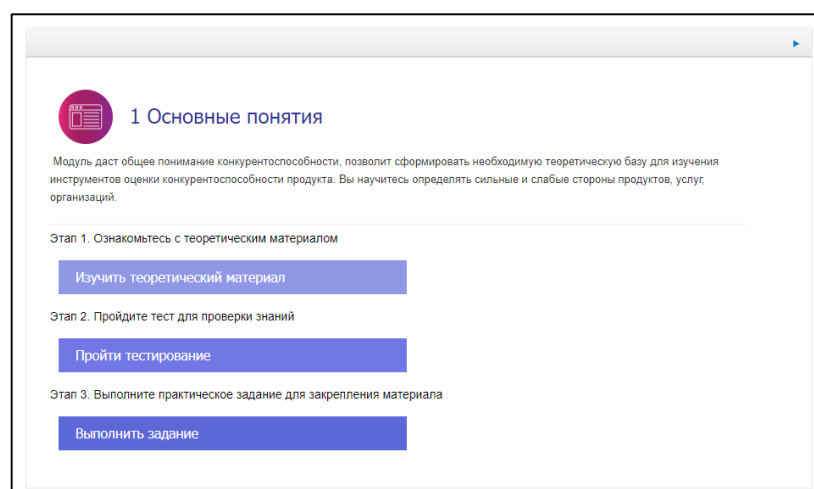 1 Основные понятия
Модуль даст общее понимание конкурентоспособности, позволит сформировать необходимую теоретическую базу для изучения
инструментов оценки конкурентоспособности продукта. Вы научитесь определять сильные и слабые стороны продуктов, услуг,
организаций.
Этап 1. Ознакомьтесь с теоретическим материалом
Изучить теоретический материал
Этап 2. Пройдите тест для проверки знаний
Пройти тестирование
Этап 3. Выполните практическое задание для закрепления материала
Выполнить задание